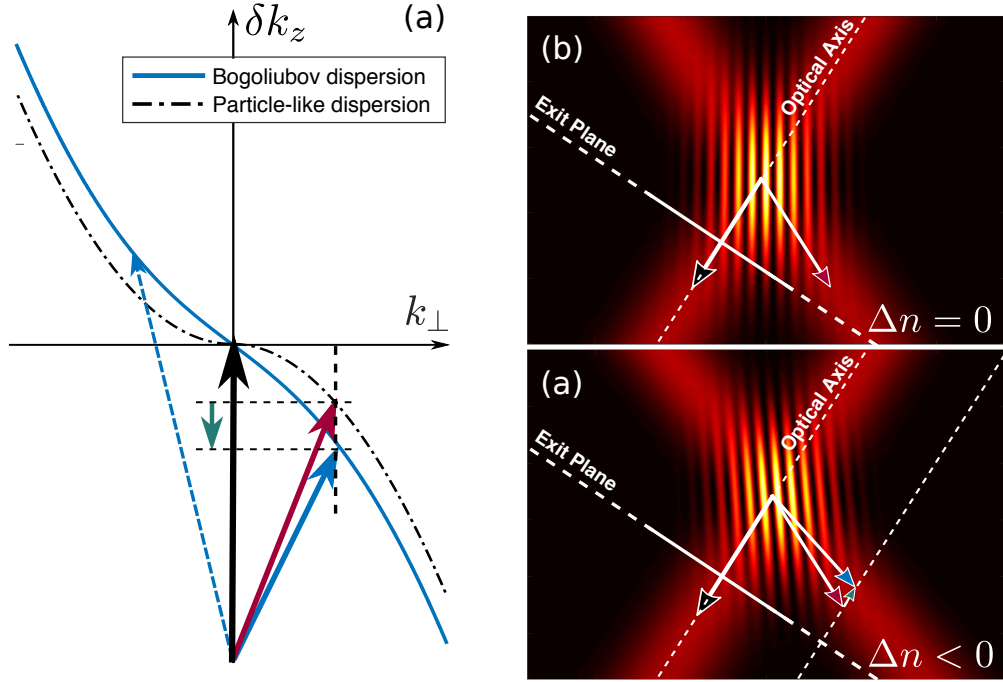 δk_z
(a)
Bogoliubov dispersion
Particle-like dispersion
k_⊥
(b)
Optical Axis
Exit Plane
Δn = 0
(a)
Optical Axis
Exit Plane
Δn < 0